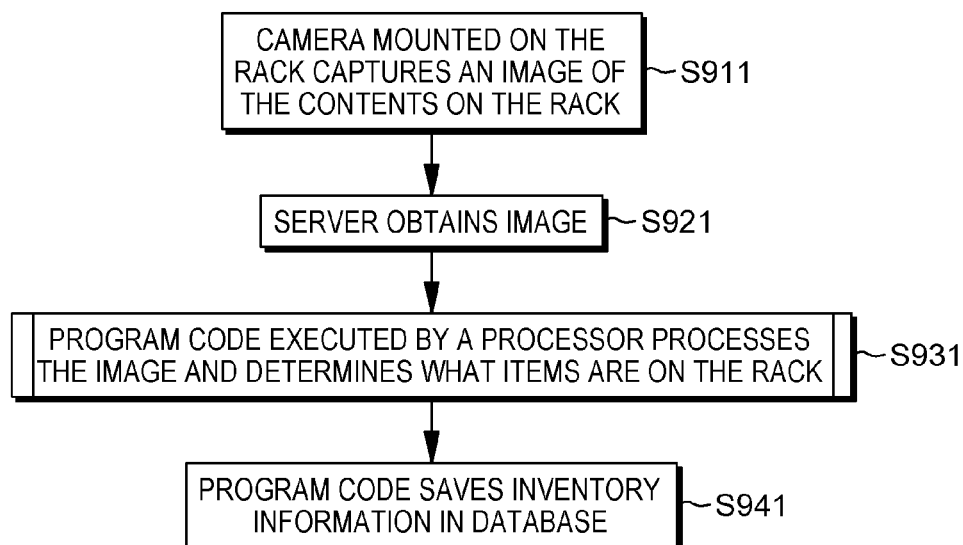 CAMERA MOUNTED ON THE
RACK CAPTURES AN IMAGE OF
THE CONTENTS ON THE RACK
S911
SERVER OBTAINS IMAGE
S921
PROGRAM CODE EXECUTED BY A PROCESSOR PROCESSES
THE IMAGE AND DETERMINES WHAT ITEMS ARE ON THE RACK
S931
PROGRAM CODE SAVES INVENTORY
INFORMATION IN DATABASE
S941